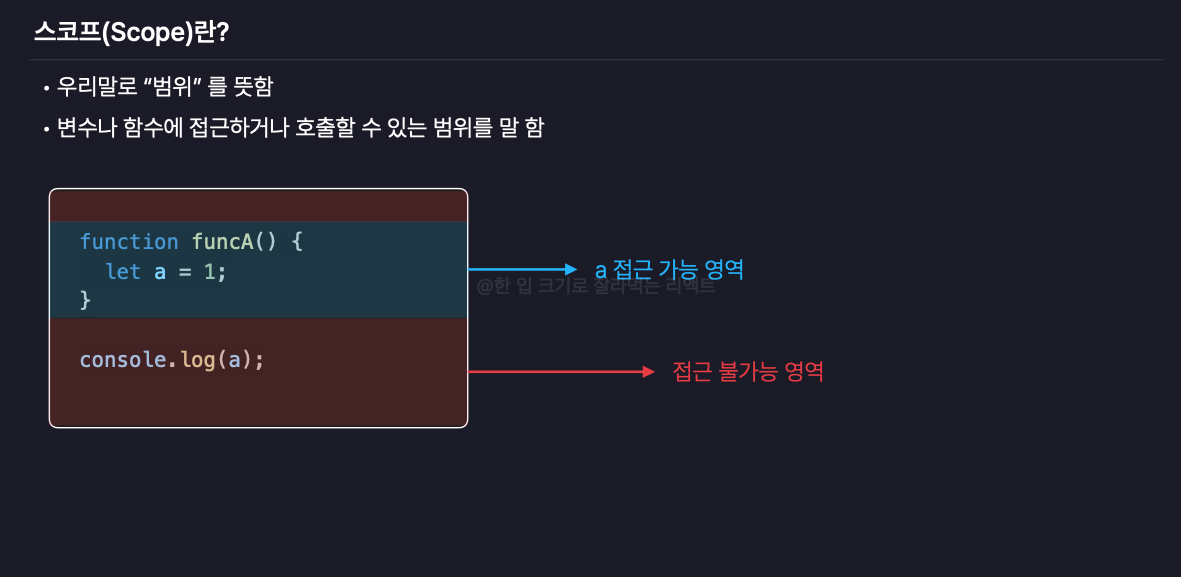 스코프(Scope)란?
• 우리말로 “범위” 를 뜻함
• 변수나 함수에 접근하거나 호출할 수 있는 범위를 말 함
function funcA() {
let a = 1;
}
a 접근 가능 영역
@한 입 크기로 잘라먹는 리액트
console.log(a);
접근 불가능 영역